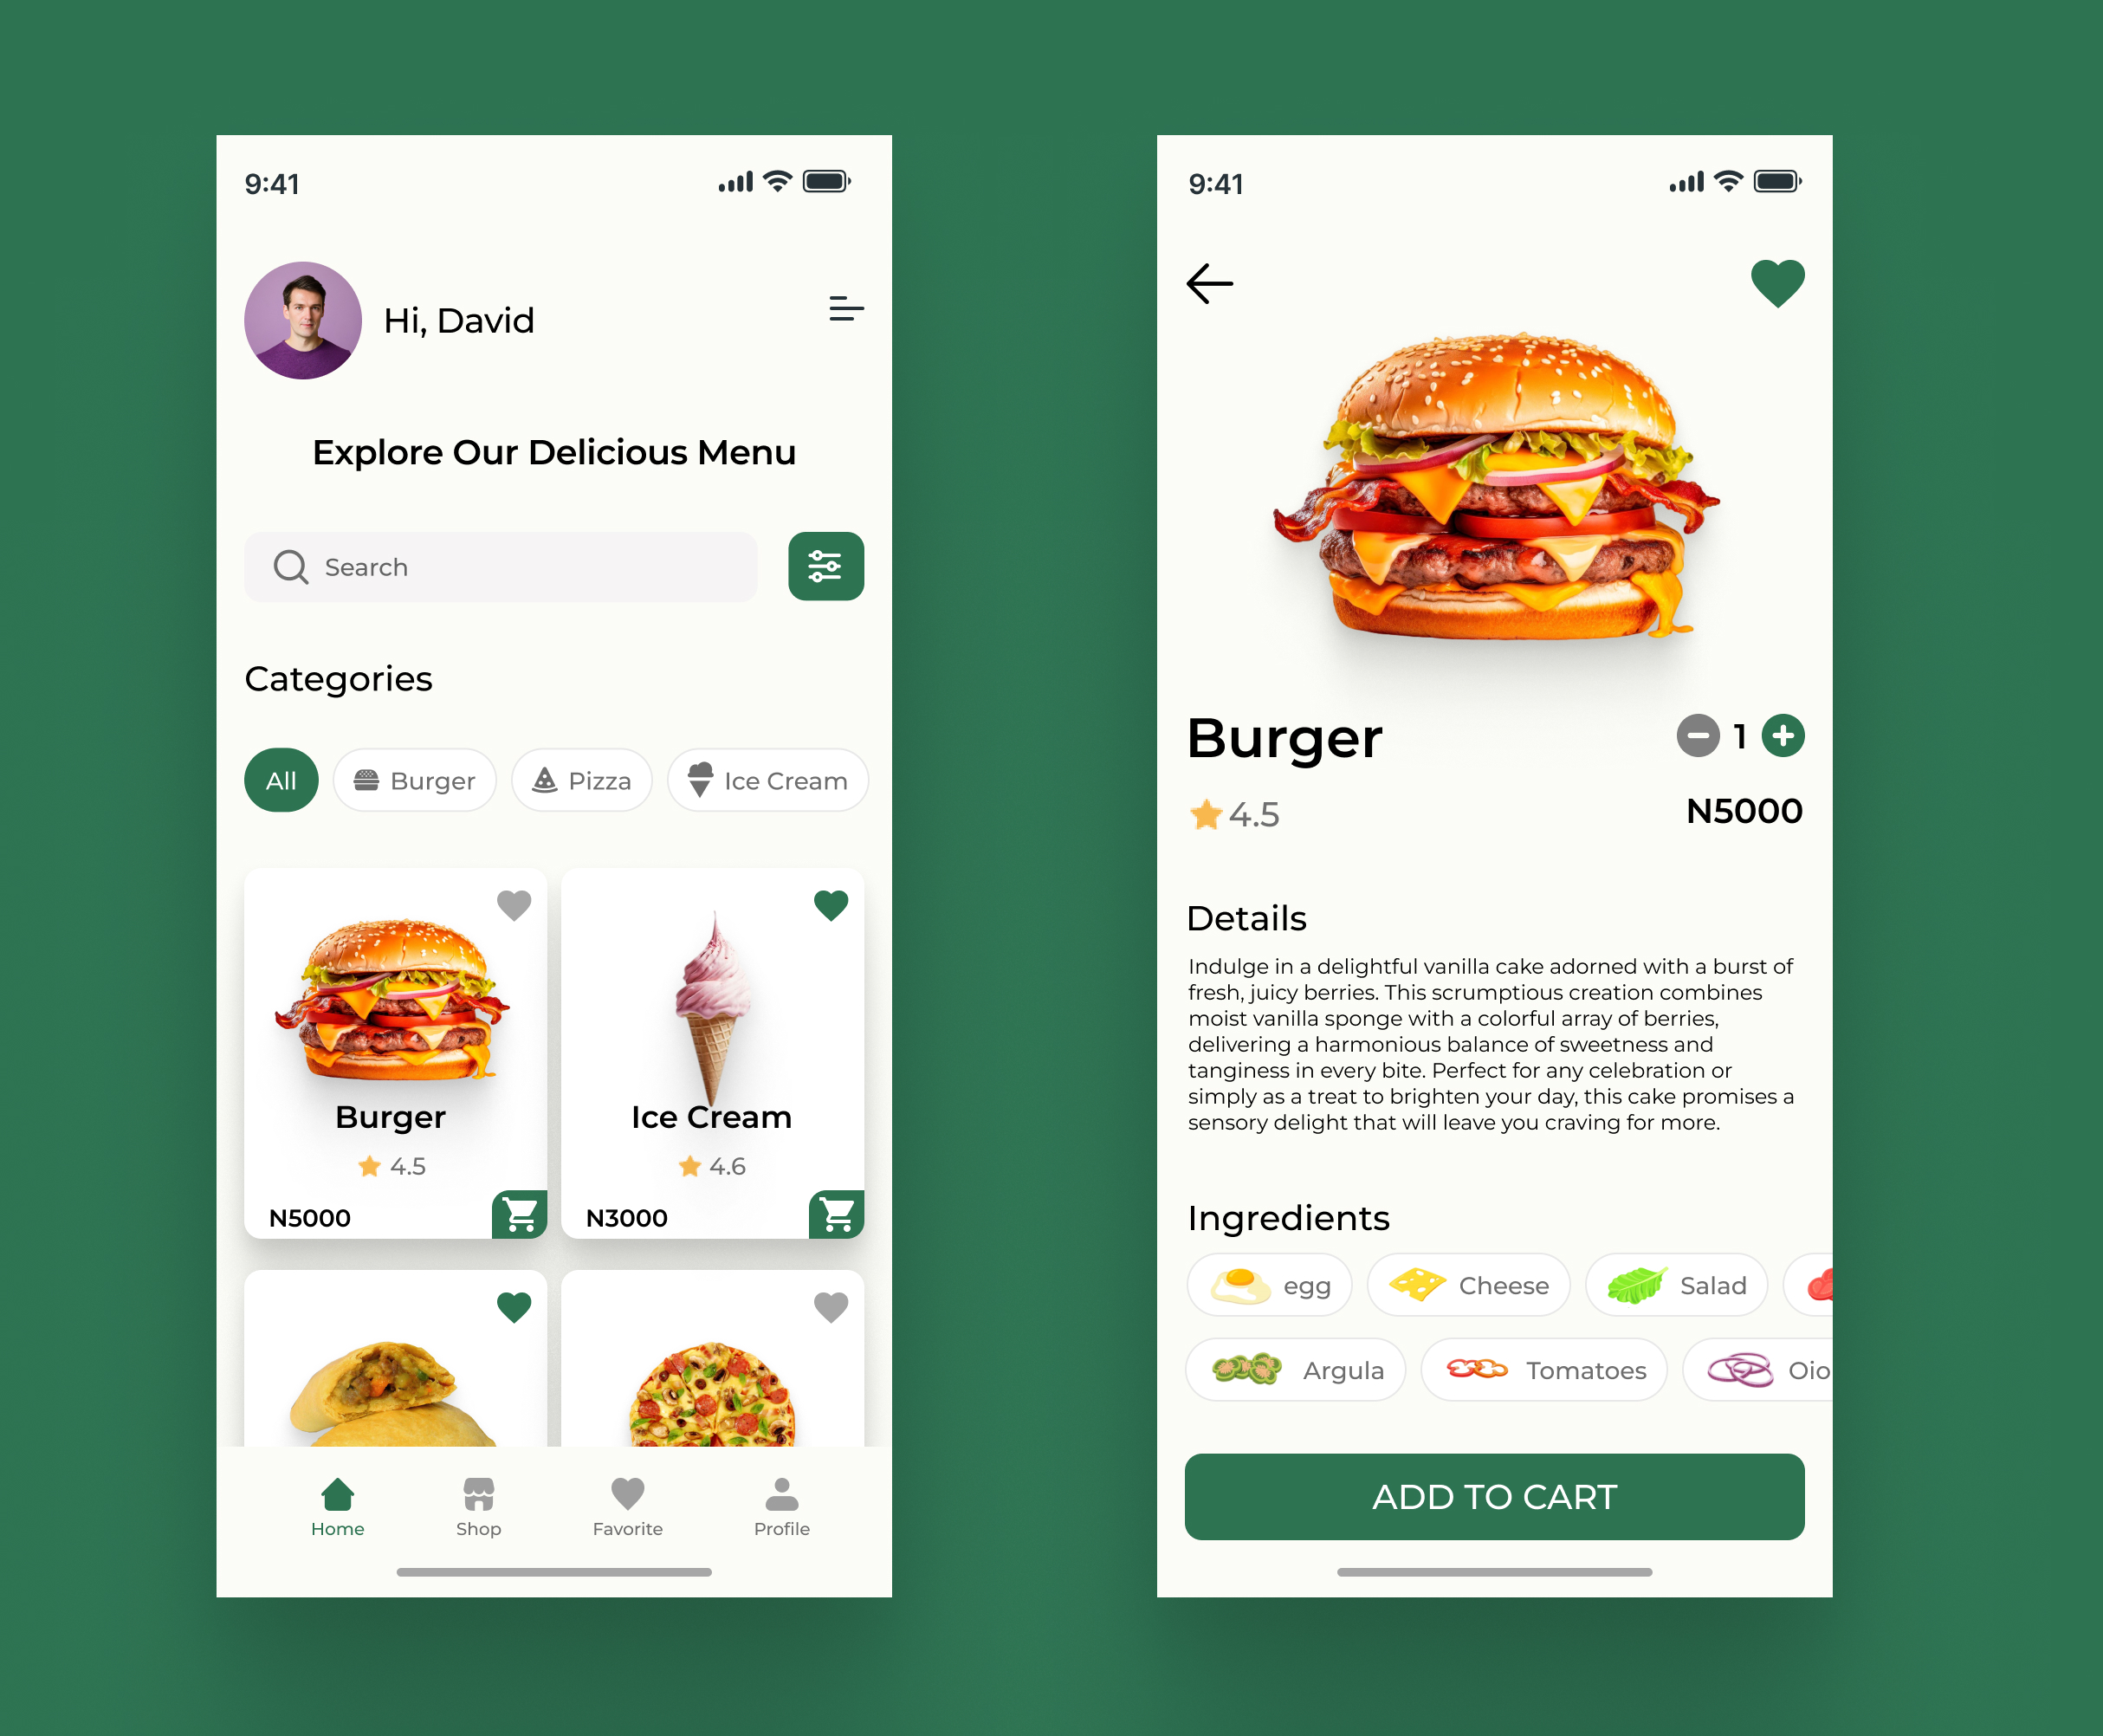 9:41
Hi, David
Explore Our Delicious Menu
Search
Categories
All
Burger
Pizza
Ice Cream
Burger
4.5
N5000
Ice Cream
4.6
N3000
Home
Shop
Favorite
Profile
9:41
Burger
1
4.5
N5000
Details
Indulge in a delightful vanilla cake adorned with a burst of
fresh, juicy berries. This scrumptious creation combines
moist vanilla sponge with a colorful array of berries,
delivering a harmonious balance of sweetness and
tanginess in every bite. Perfect for any celebration or
simply as a treat to brighten your day, this cake promises a
sensory delight that will leave you craving for more.
Ingredients
egg
Cheese
Salad
Argula
Tomatoes
Oio
ADD TO CART